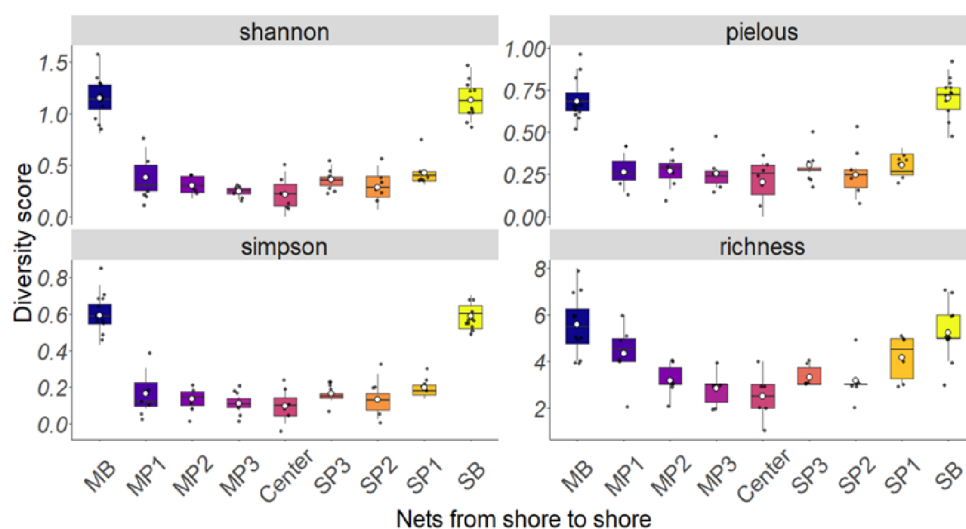 shannon
pielous
1.5
1.0
0.5
0.0
1.00
0.75
0.50
0.25
0.00
simpson
richness
0.8
0.6
0.4
0.2
0.0
8
6
4
2
Diversity score
MB MP1 MP2 MP3 Center SP3 SP2 SP1 SB
MB MP1 MP2 MP3 Center SP3 SP2 SP1 SB
Nets from shore to shore